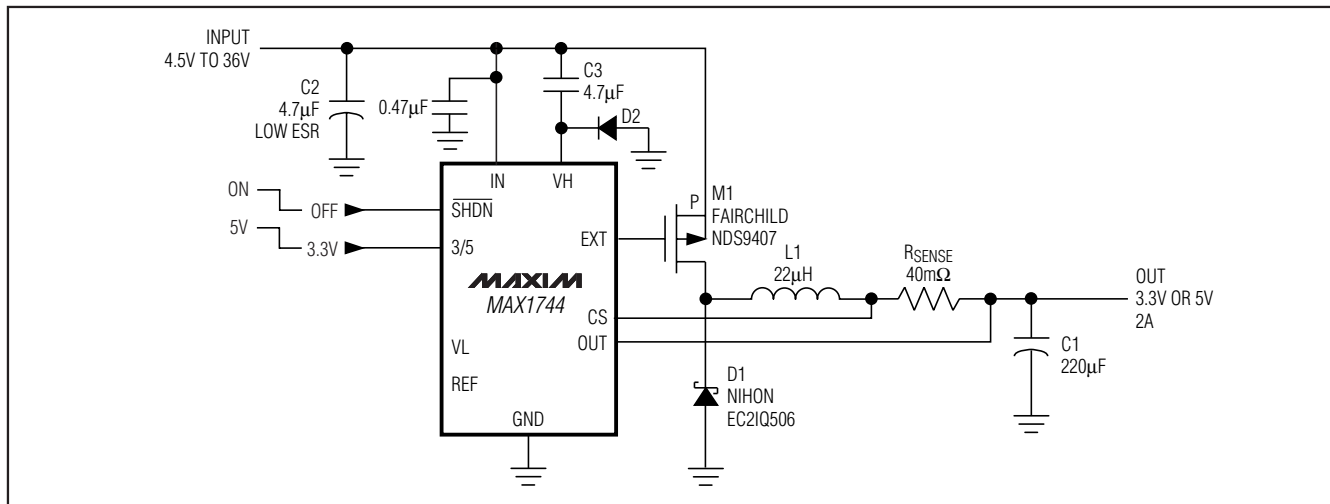 INPUT
4.5V TO 36V
C2
4.7µF
LOW ESR
0.47µF
C3
4.7µF
D2
IN
VH
ON
OFF
SHDN
5V
3.3V
3/5
EXT
MAXIM
MAX1744
CS
OUT
VL
REF
GND
P
M1
FAIRCHILD
NDS9407
L1
22µH
RSENSE
40mΩ
OUT
3.3V OR 5V
2A
C1
220µF
D1
NIHON
EC2IQ506